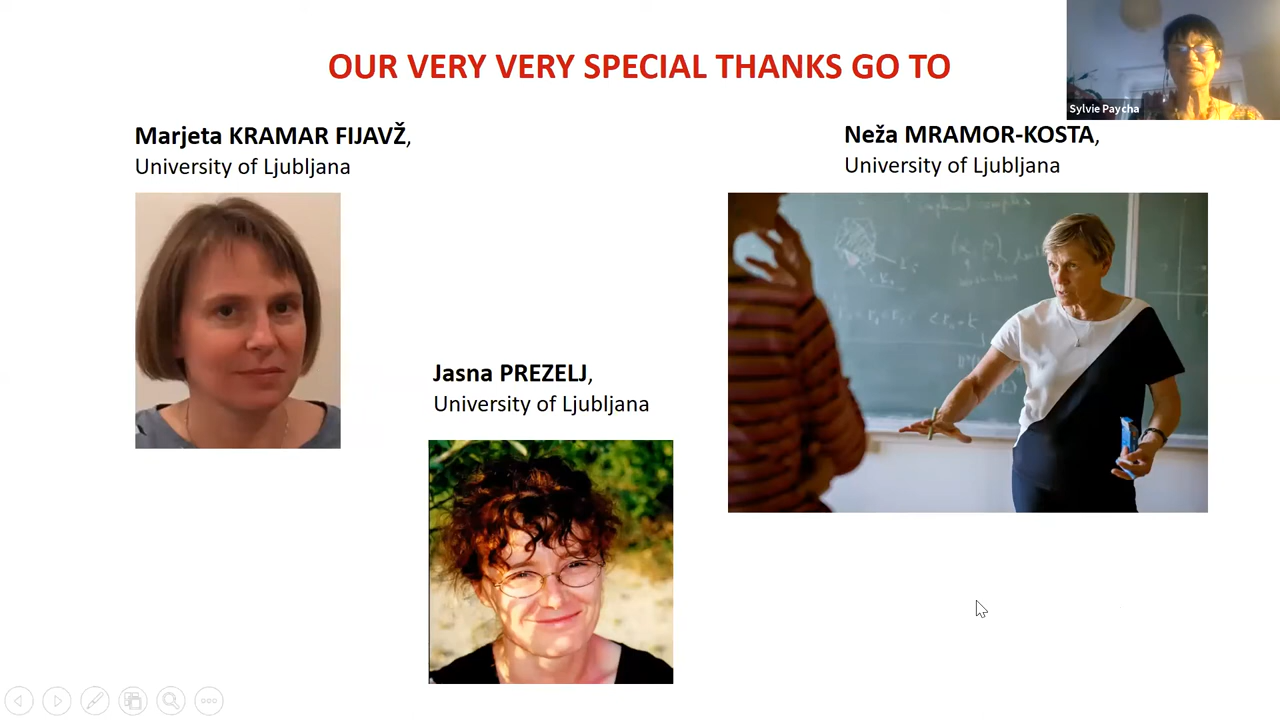 OUR VERY VERY SPECIAL THANKS GO TO
Sylvie Paycha
Marjeta KRAMAR FIJAVŽ,
University of Ljubljana
Neža MRAMOR-KOSTA,
University of Ljubljana
Jasna PREZELJ,
University of Ljubljana